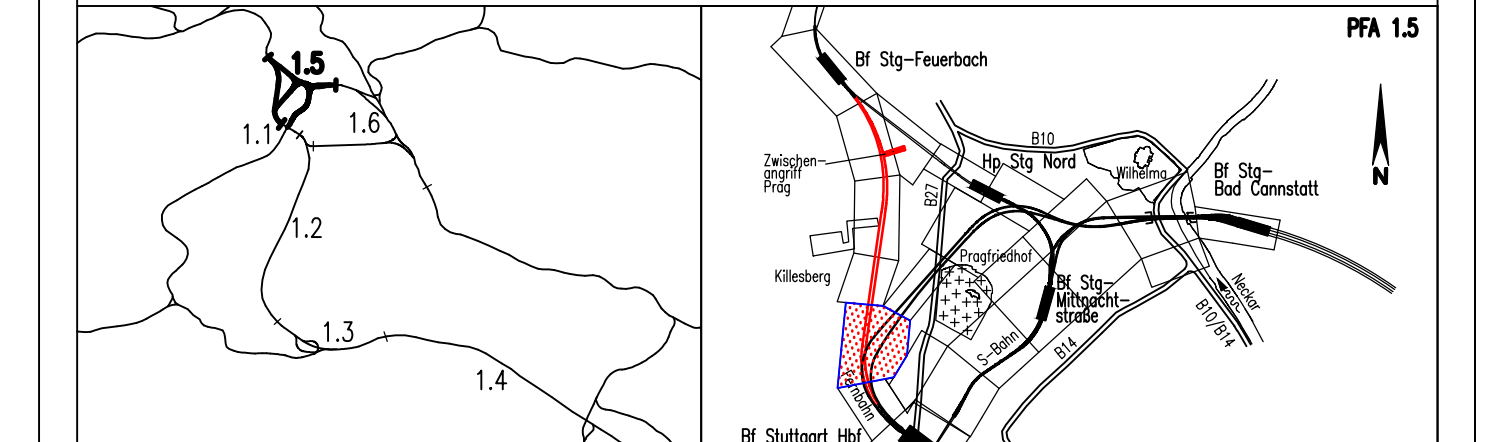 1.5
1.1
1.6
1.2
1.3
1.4
PFA 1.5
Bf Stg-Feuerbach
N
B10
Zwischen-
angriff
Prag
Hp Stg Nord
Wilhelma
Bf Stg-
Bad Cannstatt
B27
Killesberg
Pragfriedhof
Bf Stg-
Mittnacht-
straße
Neckar
B10/B14
S-Bahn
B14
Fernbahn
Bf Stuttgart Hbf